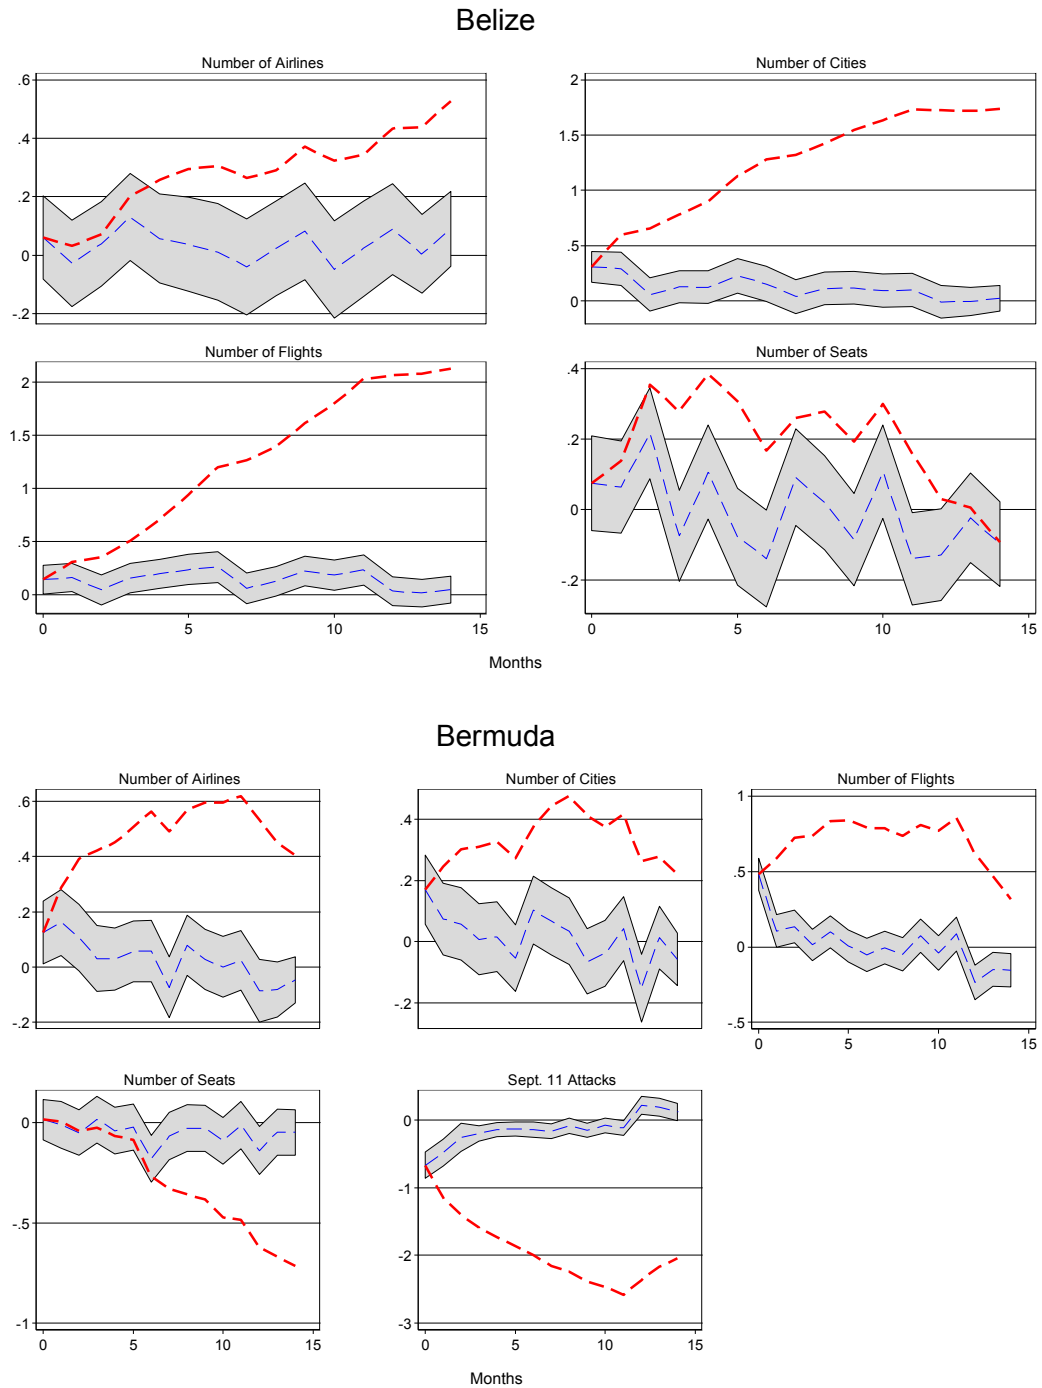 Belize
Number of Airlines
.6
.4
.2
0
-.2
Number of Cities
2
1.5
1
.5
0
Number of Flights
2
1.5
1
.5
0
0 5 10 15
Number of Seats
.4
.2
0
-.2
0 5 10 15
Months
Bermuda
Number of Airlines
.6
.4
.2
0
-.2
Number of Cities
.4
.2
0
-.2
Number of Flights
1
.5
0
-.5
0 5 10 15
Number of Seats
0
-.5
-1
0 5 10 15
Sept. 11 Attacks
0
-1
-2
-3
0 5 10 15
Months